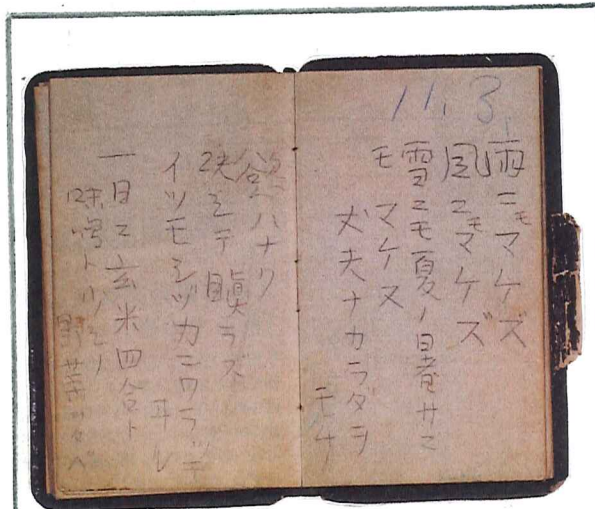 11.3.
雨ニモマケズ
風ニモマケズ
雪ニモ夏ノ暑サニ
モ マケヌ
丈夫ナカラダヲ
モチ
慾ハナク
決シテ瞋ラズ
イツモシヅカニワラッテ
ヰル
一日ニ玄米四合ト
味噌ト少シノ
野菜ヲタベ